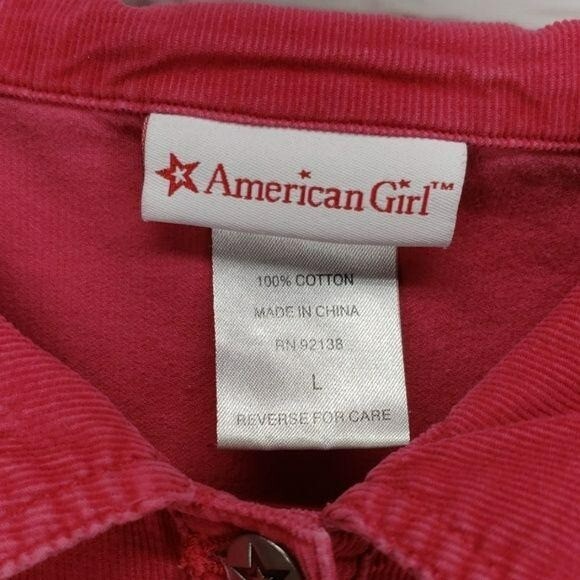 American Girl™
100% COTTON
MADE IN CHINA
RN 92138
L
REVERSE FOR CARE